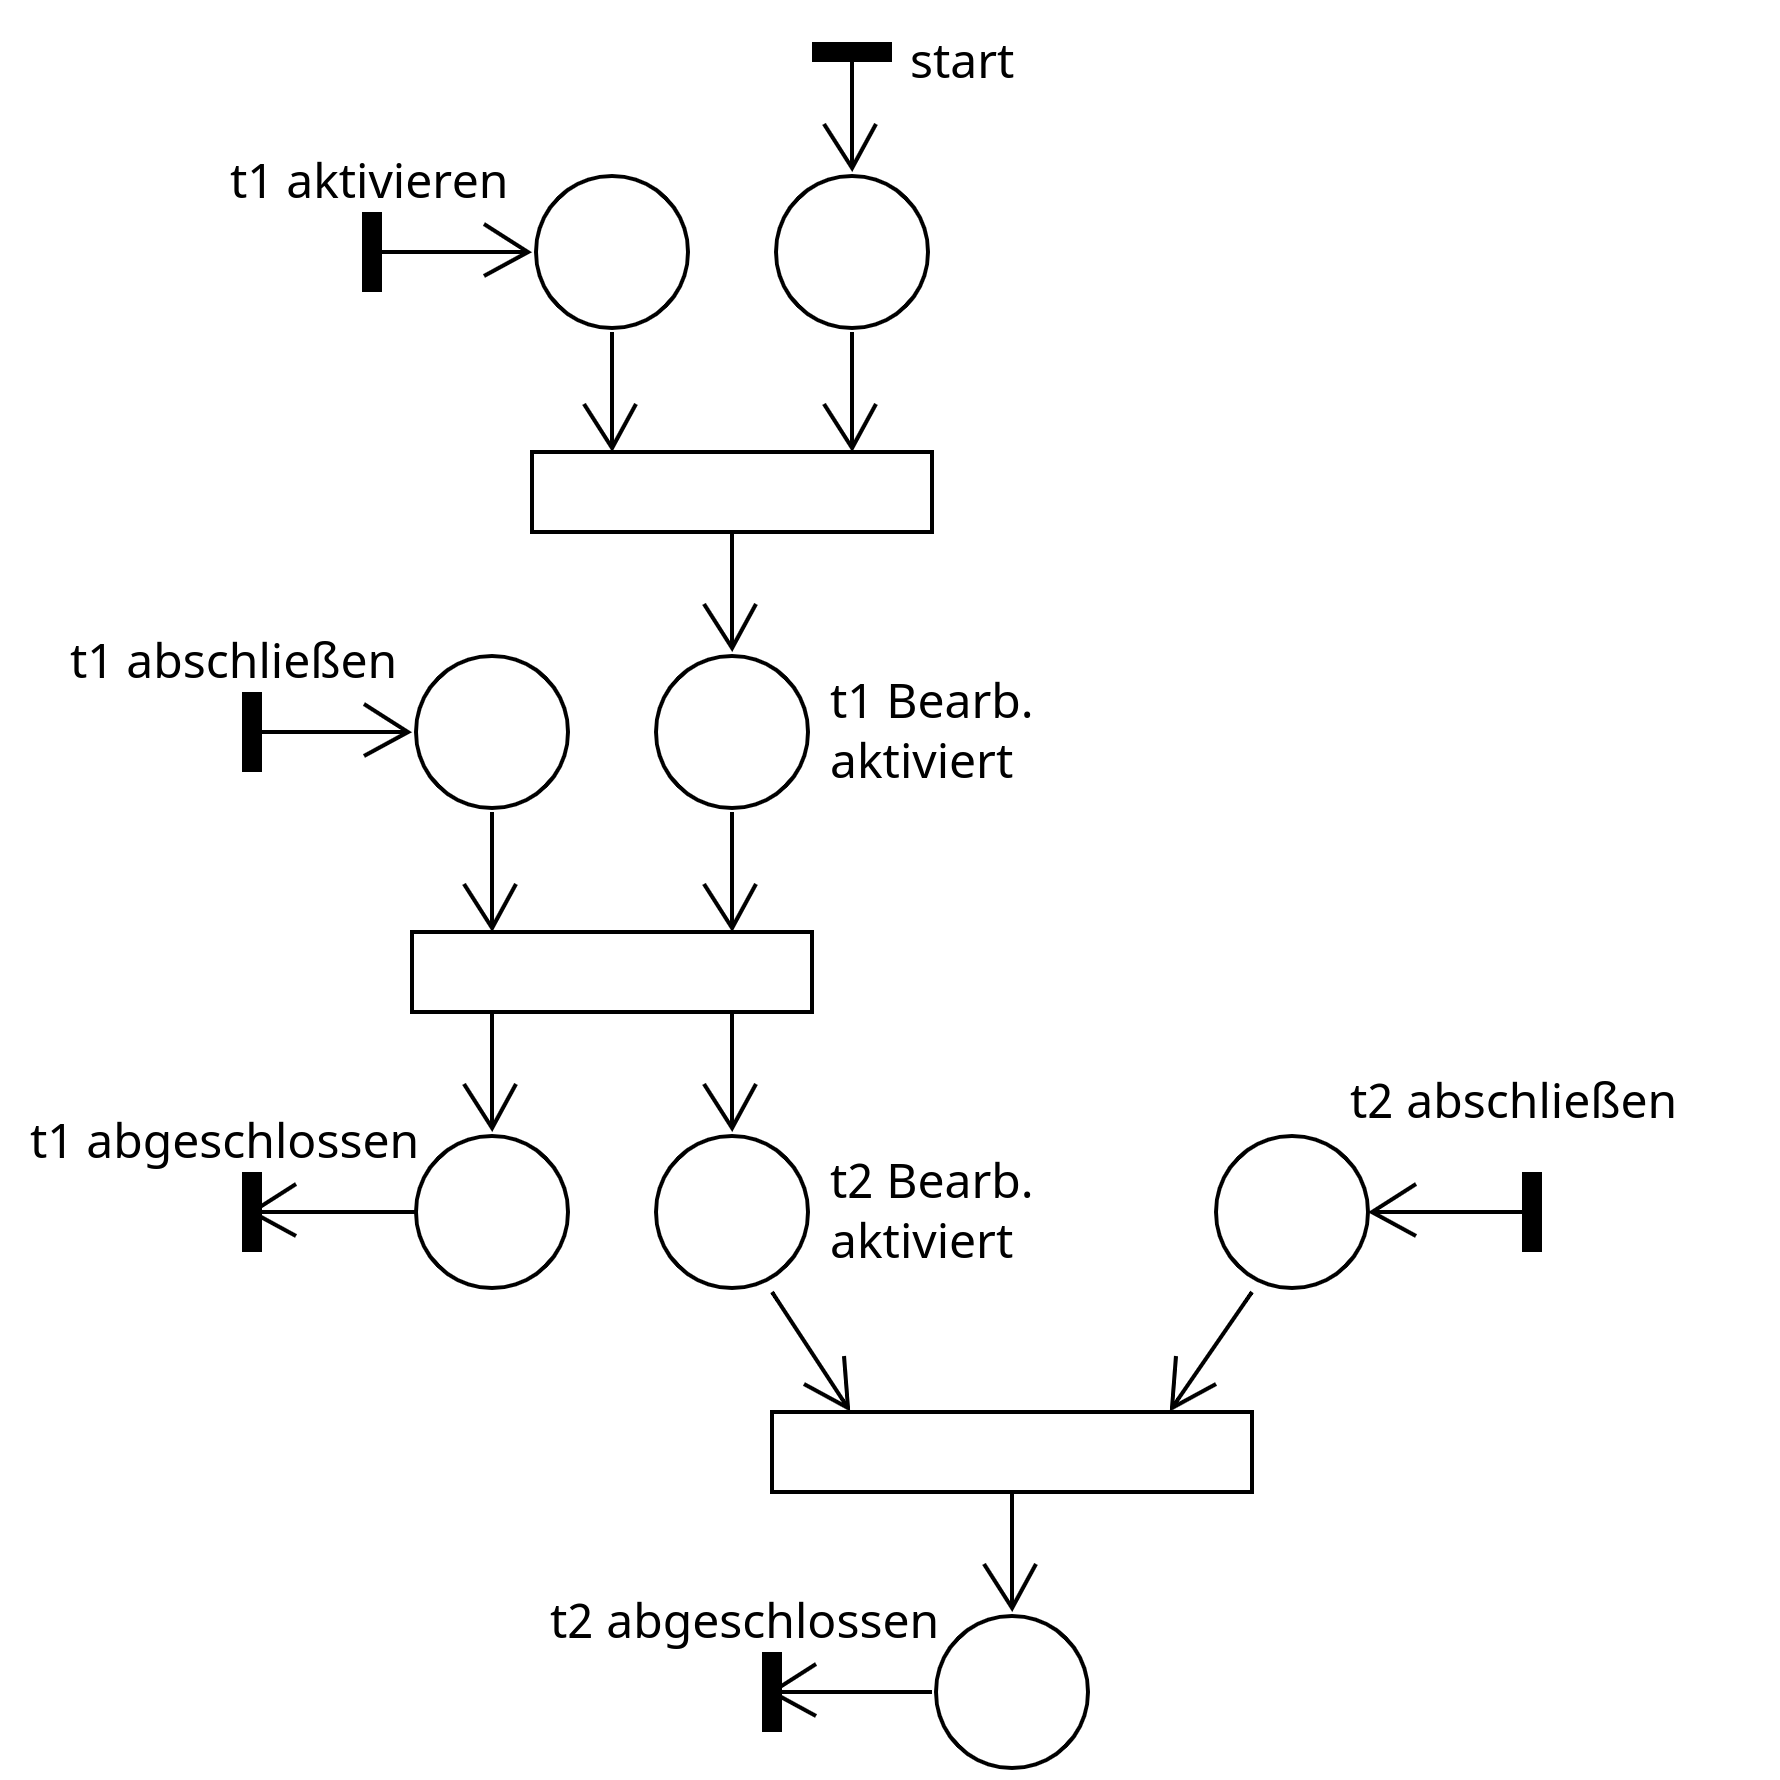 start
t1 aktivieren
t1 abschließen
t1 Bearb.
aktiviert
t2 abschließen
t1 abgeschlossen
t2 Bearb.
aktiviert
t2 abgeschlossen